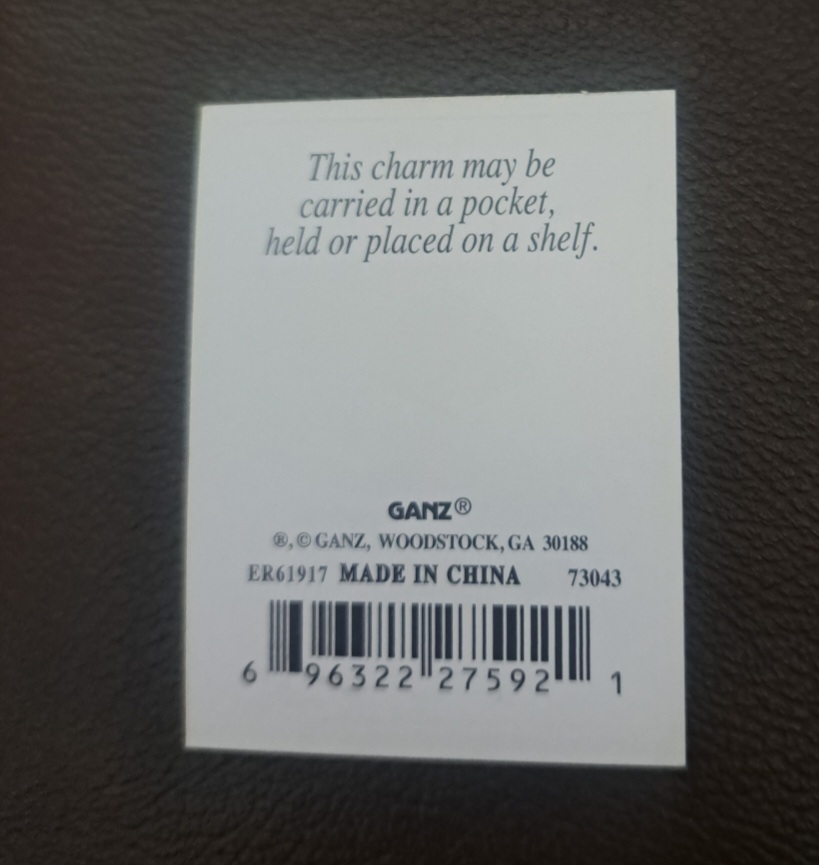 This charm may be
carried in a pocket,
held or placed on a shelf.
GANZ®
®, © GANZ, WOODSTOCK, GA 30188
ER61917 MADE IN CHINA 73043
6 96322 27592 1